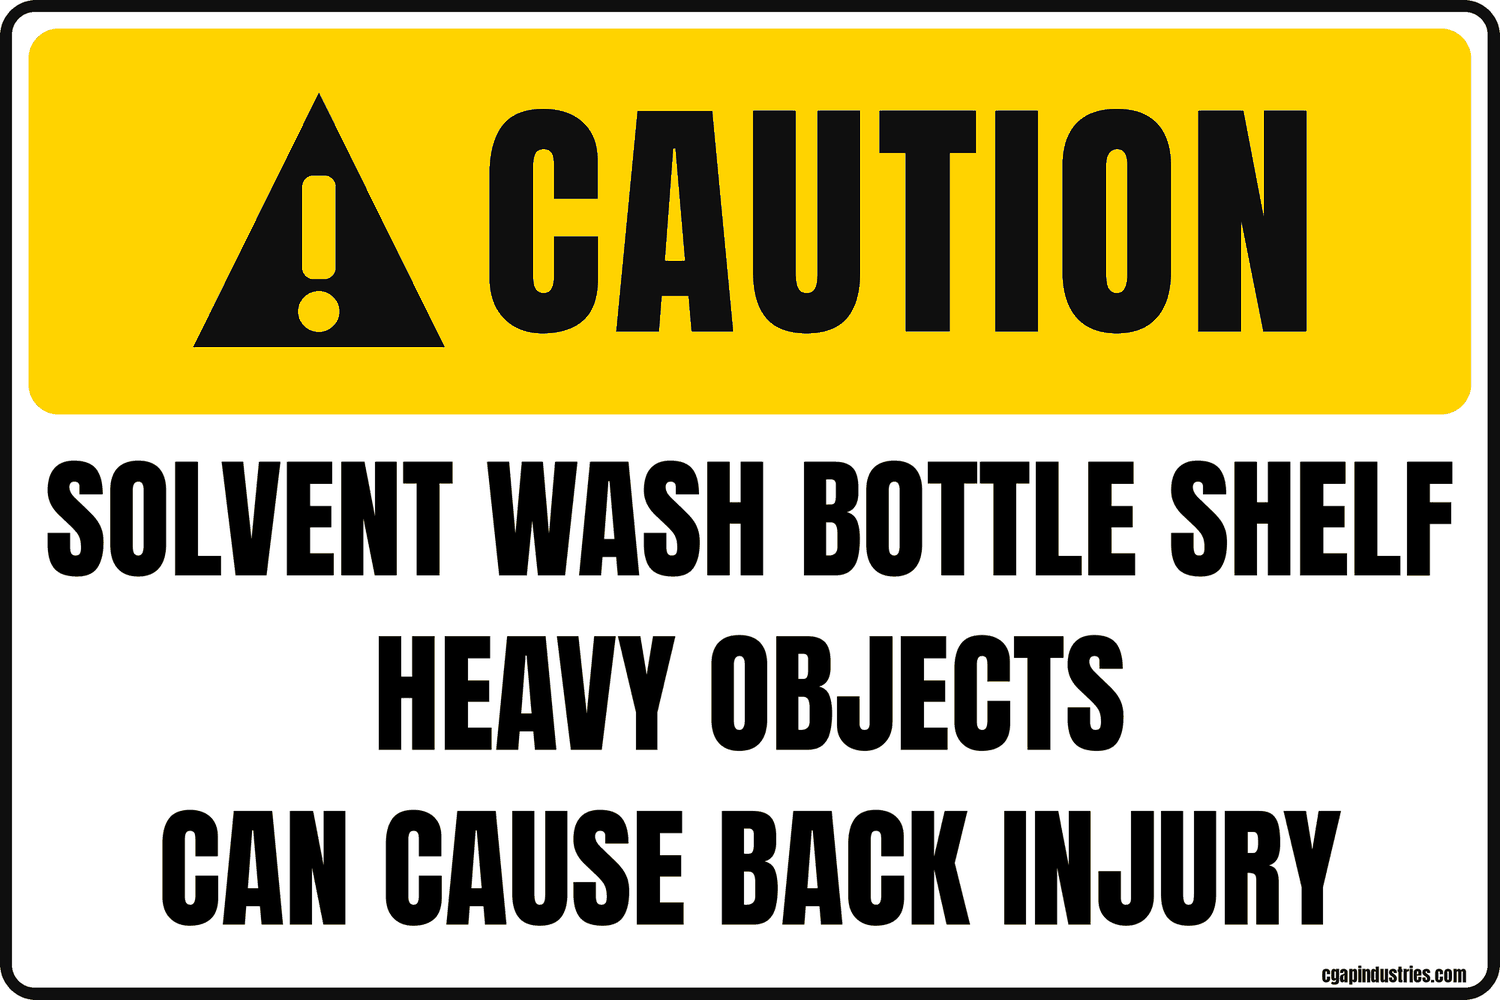 CAUTION
SOLVENT WASH BOTTLE SHELF
HEAVY OBJECTS
CAN CAUSE BACK INJURY
cgapindustries.com